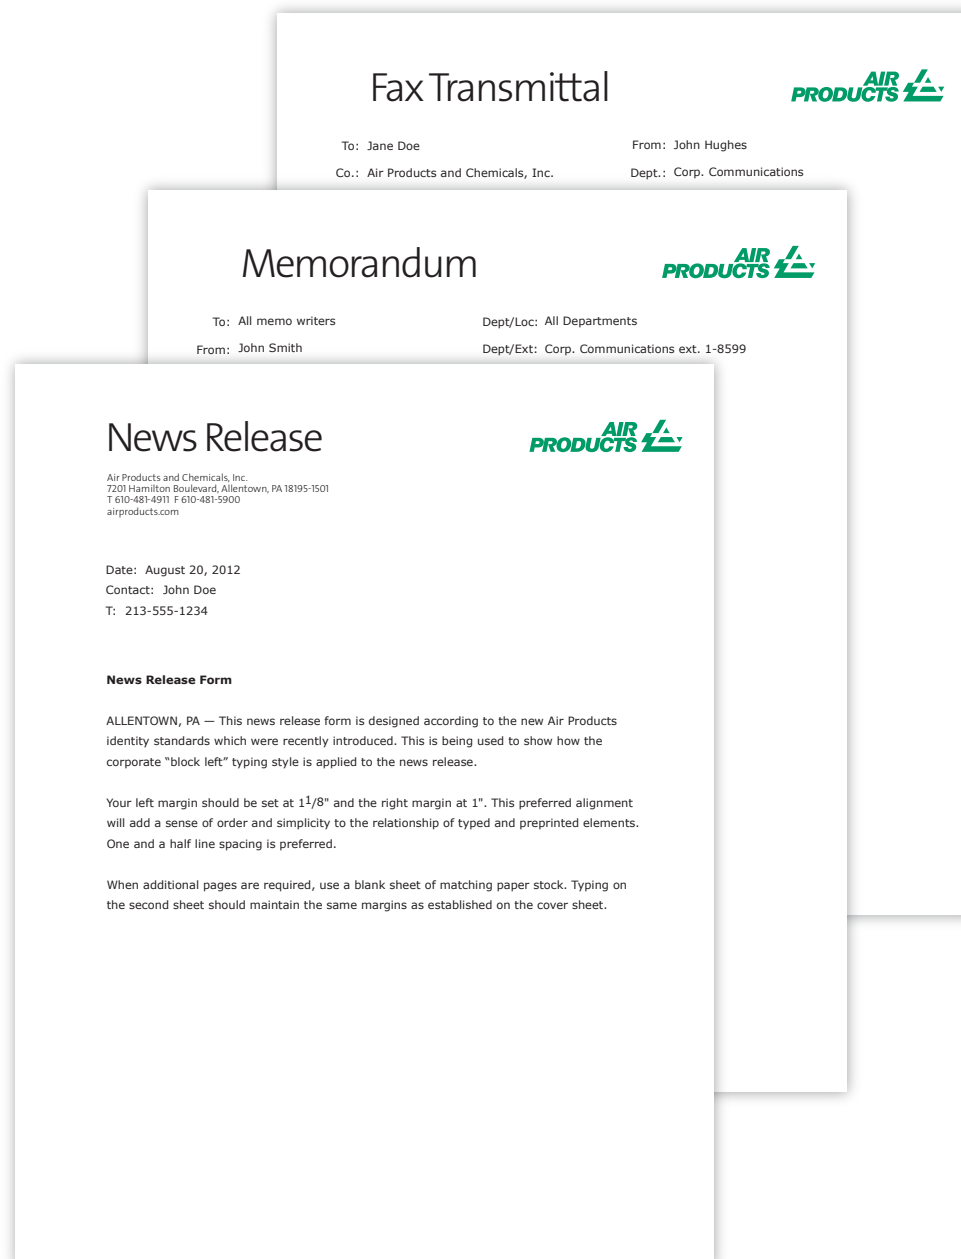 Fax Transmittal
AIR
PRODUCTS
To: Jane Doe
From: John Hughes
Co.: Air Products and Chemicals, Inc.
Dept.: Corp. Communications
Memorandum
AIR
PRODUCTS
To: All memo writers
Dept/Loc: All Departments
From: John Smith
Dept/Ext: Corp. Communications ext. 1-8599
News Release
AIR
PRODUCTS
Air Products and Chemicals, Inc.
7201 Hamilton Boulevard, Allentown, PA 18195-1501
T 610-481-4911 F 610-481-5900
airproducts.com
Date: August 20, 2012
Contact: John Doe
T: 213-555-1234
News Release Form
ALLENTOWN, PA — This news release form is designed according to the new Air Products
identity standards which were recently introduced. This is being used to show how the
corporate “block left” typing style is applied to the news release.
Your left margin should be set at 11/8" and the right margin at 1". This preferred alignment
will add a sense of order and simplicity to the relationship of typed and preprinted elements.
One and a half line spacing is preferred.
When additional pages are required, use a blank sheet of matching paper stock. Typing on
the second sheet should maintain the same margins as established on the cover sheet.